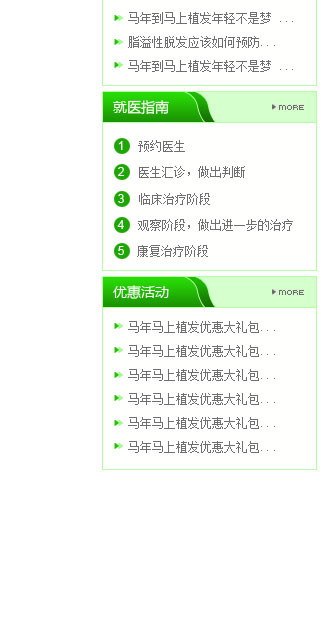 马年到马上植发年轻不是梦 ...
脂溢性脱发应该如何预防...
马年到马上植发年轻不是梦 ...
就医指南 MORE
1 预约医生
2 医生汇诊，做出判断
3 临床治疗阶段
4 观察阶段，做出进一步的治疗
5 康复治疗阶段
优惠活动 MORE
马年马上植发优惠大礼包...
马年马上植发优惠大礼包...
马年马上植发优惠大礼包...
马年马上植发优惠大礼包...
马年马上植发优惠大礼包...
马年马上植发优惠大礼包...